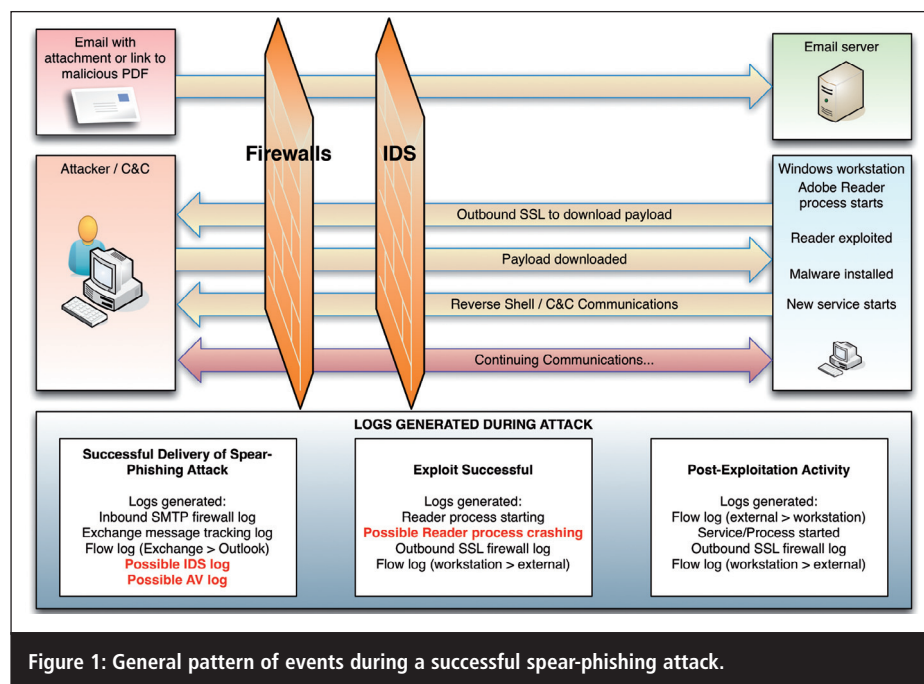 Email with
attachment or link to
malicious PDF
Email server
Firewalls
IDS
Attacker / C&C
Windows workstation
Adobe Reader
process starts
Outbound SSL to download payload
Reader exploited
Payload downloaded
Malware installed
Reverse Shell / C&C Communications
New service starts
Continuing Communications...
LOGS GENERATED DURING ATTACK
Successful Delivery of Spear-
Phishing Attack
Logs generated:
Inbound SMTP firewall log
Exchange message tracking log
Flow log (Exchange > Outlook)
Possible IDS log
Possible AV log
Exploit Successful
Logs generated:
Reader process starting
Possible Reader process crashing
Outbound SSL firewall log
Flow log (workstation > external)
Post-Exploitation Activity
Logs generated:
Flow log (external > workstation)
Service/Process started
Outbound SSL firewall log
Flow log (workstation > external)
Figure 1: General pattern of events during a successful spear-phishing attack.